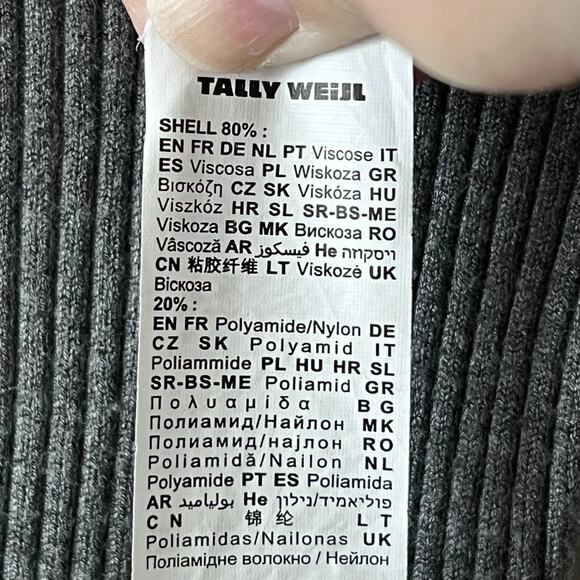 TALLY WEiJL
SHELL 80% :
EN FR DE NL PT Viscose IT
ES Viscosa PL Wiskoza GR
Βισκόζη CZ SK Viskóza HU
Viszkóz HR SL SR-BS-ME
Viskoza BG MK Вискоза RO
Vâscoză AR فيسكوز He ויסקוזה
CN 粘胶纤维 LT Viskozė UK
Віскоза
20% :
EN FR Polyamide/Nylon DE
CZ SK Polyamid IT
Poliammide PL HU HR SL
SR-BS-ME Poliamid GR
Πολυαμίδα BG
Полиамид/Найлон MK
Полиамид/најлон RO
Poliamidă/Nailon NL
Polyamide PT ES Poliamida
AR بولياميد He פוליאמיד/נילון
CN 锦纶 LT
Poliamidas/Nailonas UK
Поліамідне волокно / Нейлон